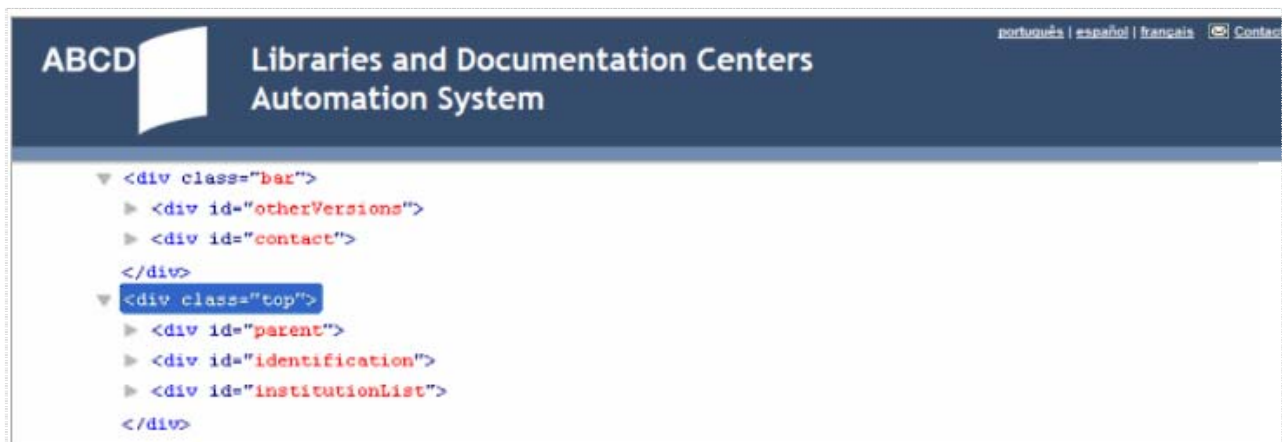 português | español | français Contact
ABCD
Libraries and Documentation Centers
Automation System
<div class="bar">
<div id="otherVersions">
<div id="contact">
</div>
<div class="top">
<div id="parent">
<div id="identification">
<div id="institutionList">
</div>